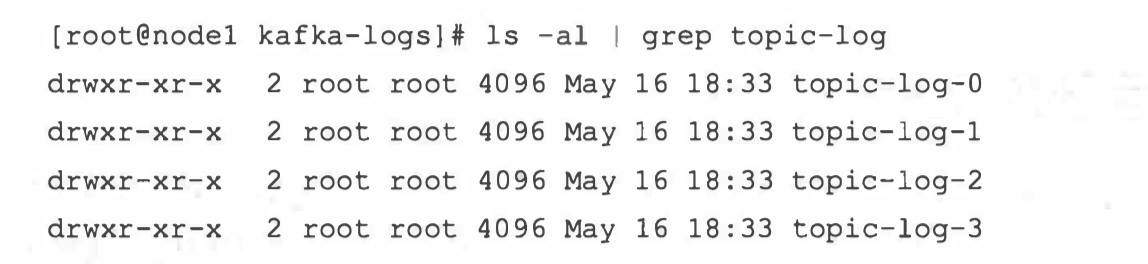 [root@node1 kafka-logs]# ls -al | grep topic-log
drwxr-xr-x  2 root root 4096 May 16 18:33 topic-log-0
drwxr-xr-x  2 root root 4096 May 16 18:33 topic-log-1
drwxr-xr-x  2 root root 4096 May 16 18:33 topic-log-2
drwxr-xr-x  2 root root 4096 May 16 18:33 topic-log-3